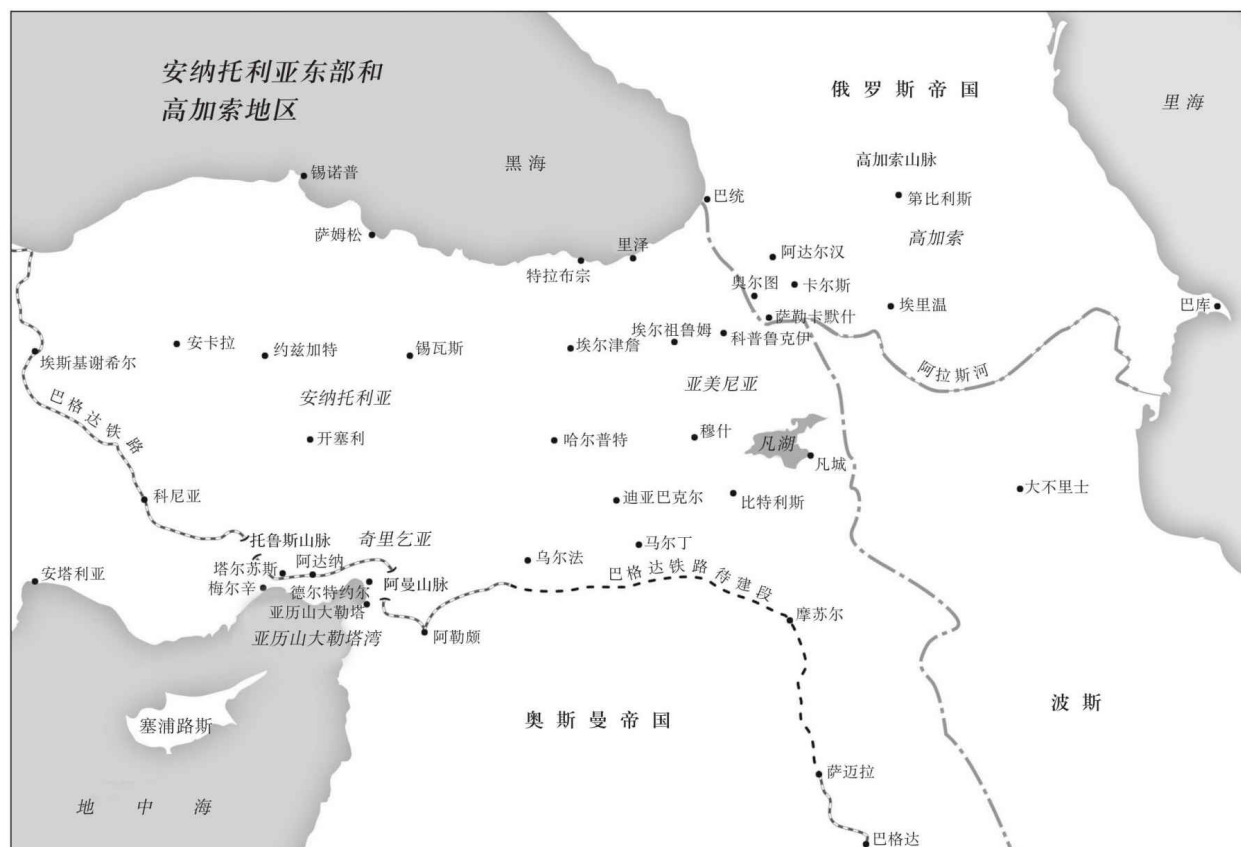 安纳托利亚东部和
高加索地区
俄罗斯帝国
里海
黑海
高加索山脉
锡诺普
巴统
第比利斯
萨姆松
高加索
里泽
阿达尔汉
特拉布宗
奥尔图
卡尔斯
埃里温
巴库
萨勒卡默什
埃尔祖鲁姆
科普鲁克伊
安卡拉
约兹加特
锡瓦斯
埃尔津詹
埃斯基谢希尔
阿拉斯河
亚美尼亚
安纳托利亚
巴格达铁路
开塞利
哈尔普特
穆什
凡湖
凡城
科尼亚
迪亚巴克尔
比特利斯
大不里士
托鲁斯山脉
奇里乞亚
马尔丁
乌尔法
塔尔苏斯
阿达纳
安塔利亚
梅尔辛
德尔特约尔
阿曼山脉
巴格达铁路待建段
亚历山大勒塔
摩苏尔
亚历山大勒塔湾
阿勒颇
塞浦路斯
奥斯曼帝国
波斯
萨迈拉
地中海
巴格达